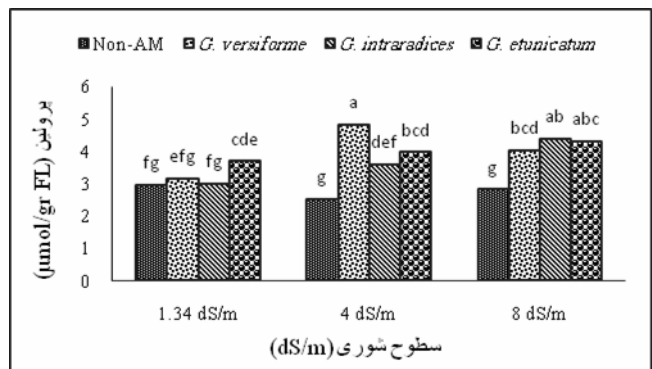 Non-AM G. versiforme G. intraradices G. etunicatum
پرولین (µmol/gr FL)
6
5
4
3
2
1
0
fg efg fg cde
g a def bcd
g bcd ab abc
1.34 dS/m 4 dS/m 8 dS/m
سطوح شوری (dS/m)